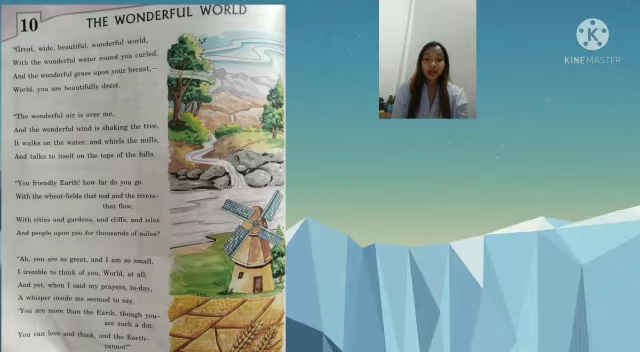 10
THE WONDERFUL WORLD
"Great, wide, beautiful, wonderful world,
With the wonderful water round you curled,
And the wonderful grass upon your breast,—
World, you are beautifully drest.
"The wonderful air is over me,
And the wonderful wind is shaking the tree,
It walks on the water, and whirls the mills,
And talks to itself on the tops of the hills.
"You friendly Earth! how far do you go
With the wheat-fields that nod and the rivers—
that flow,
With cities and gardens, and cliffs, and isles
And people upon you for thousands of miles?
"Ah, you are so great, and I am so small,
I tremble to think of you, World, at all;
And yet, when I said my prayers, to-day,
A whisper inside me seemed to say,
'You are more than the Earth, though you—
are such a dot:
You can love and think, and the Earth—
cannot!'"
K
KINEMASTER